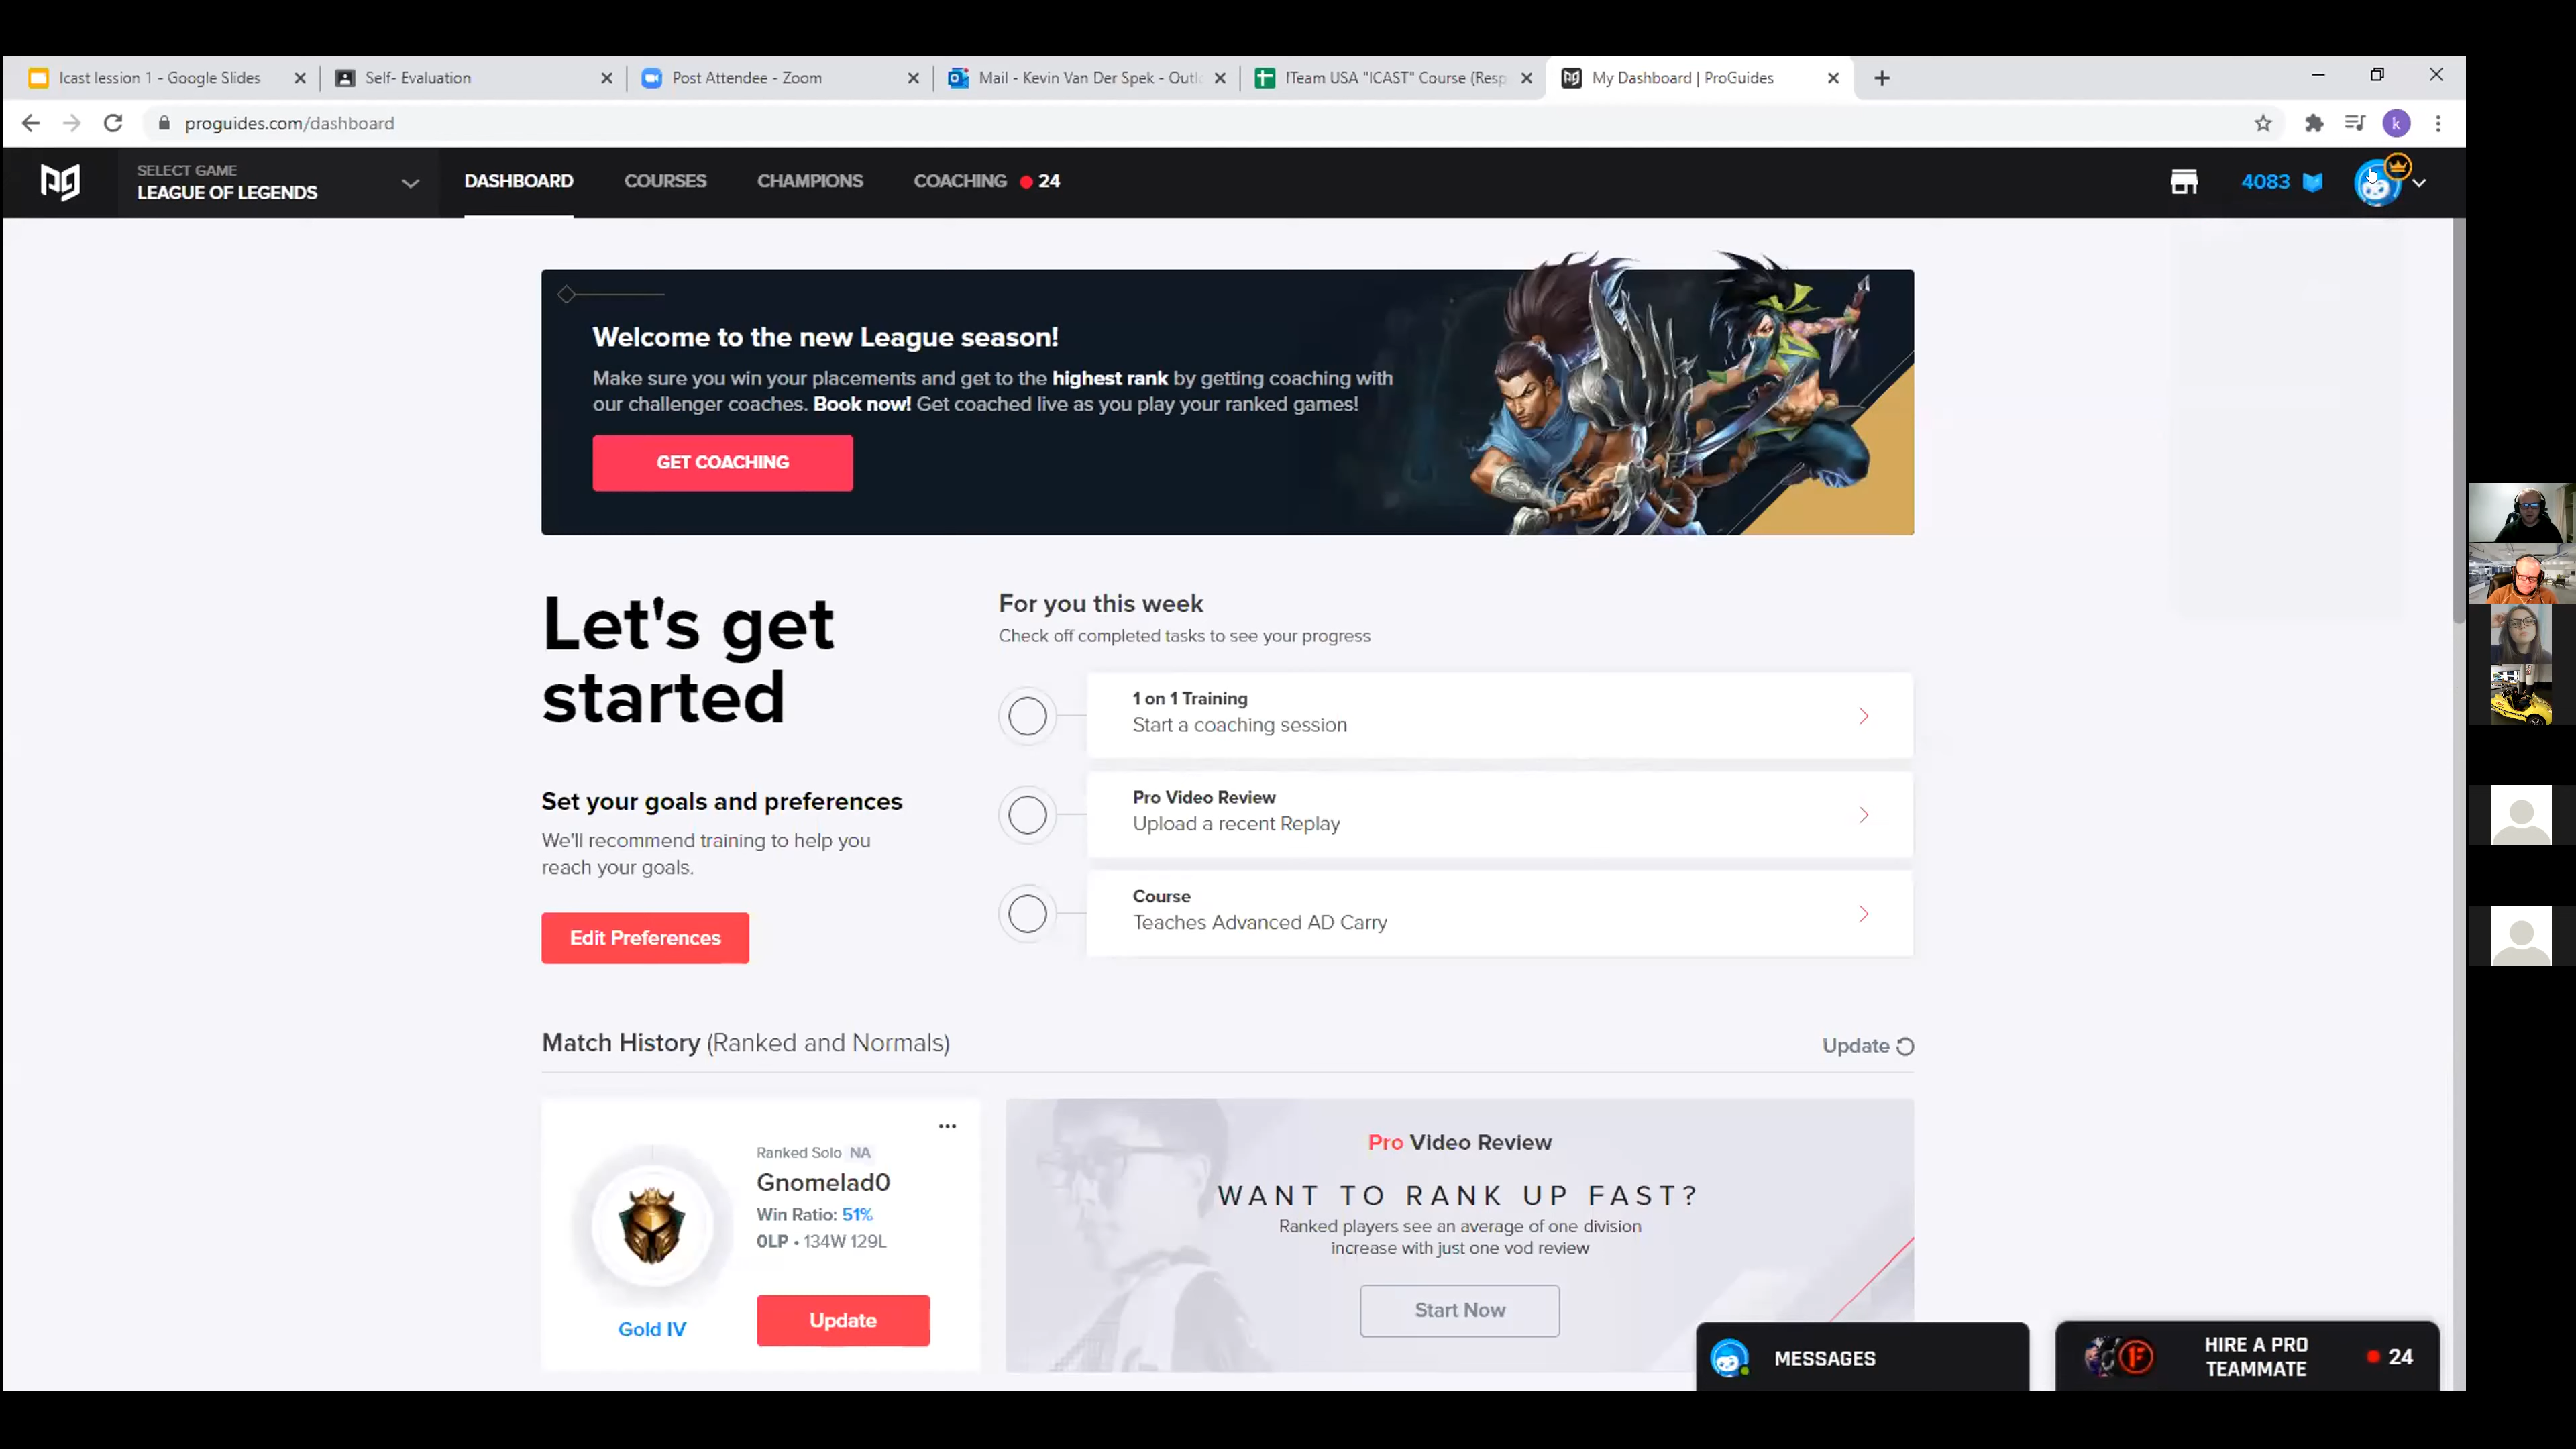 Icast lession 1 - Google Slides
Self- Evaluation
Post Attendee - Zoom
Mail - Kevin Van Der Spek - Outl
!Team USA "ICAST" Course (Resp
My Dashboard | ProGuides
proguides.com/dashboard
k
SELECT GAME
LEAGUE OF LEGENDS
DASHBOARD
COURSES
CHAMPIONS
COACHING 24
4083
Welcome to the new League season!
Make sure you win your placements and get to the highest rank by getting coaching with
our challenger coaches. Book now! Get coached live as you play your ranked games!
GET COACHING
Let's get
started
Set your goals and preferences
We'll recommend training to help you
reach your goals.
Edit Preferences
For you this week
Check off completed tasks to see your progress
1 on 1 Training
Start a coaching session
Pro Video Review
Upload a recent Replay
Course
Teaches Advanced AD Carry
Match History (Ranked and Normals)
Update
Ranked Solo NA
Gnomelad0
Win Ratio: 51%
0LP • 134W 129L
Update
Gold IV
Pro Video Review
WANT TO RANK UP FAST?
Ranked players see an average of one division
increase with just one vod review
Start Now
MESSAGES
HIRE A PRO
TEAMMATE
24